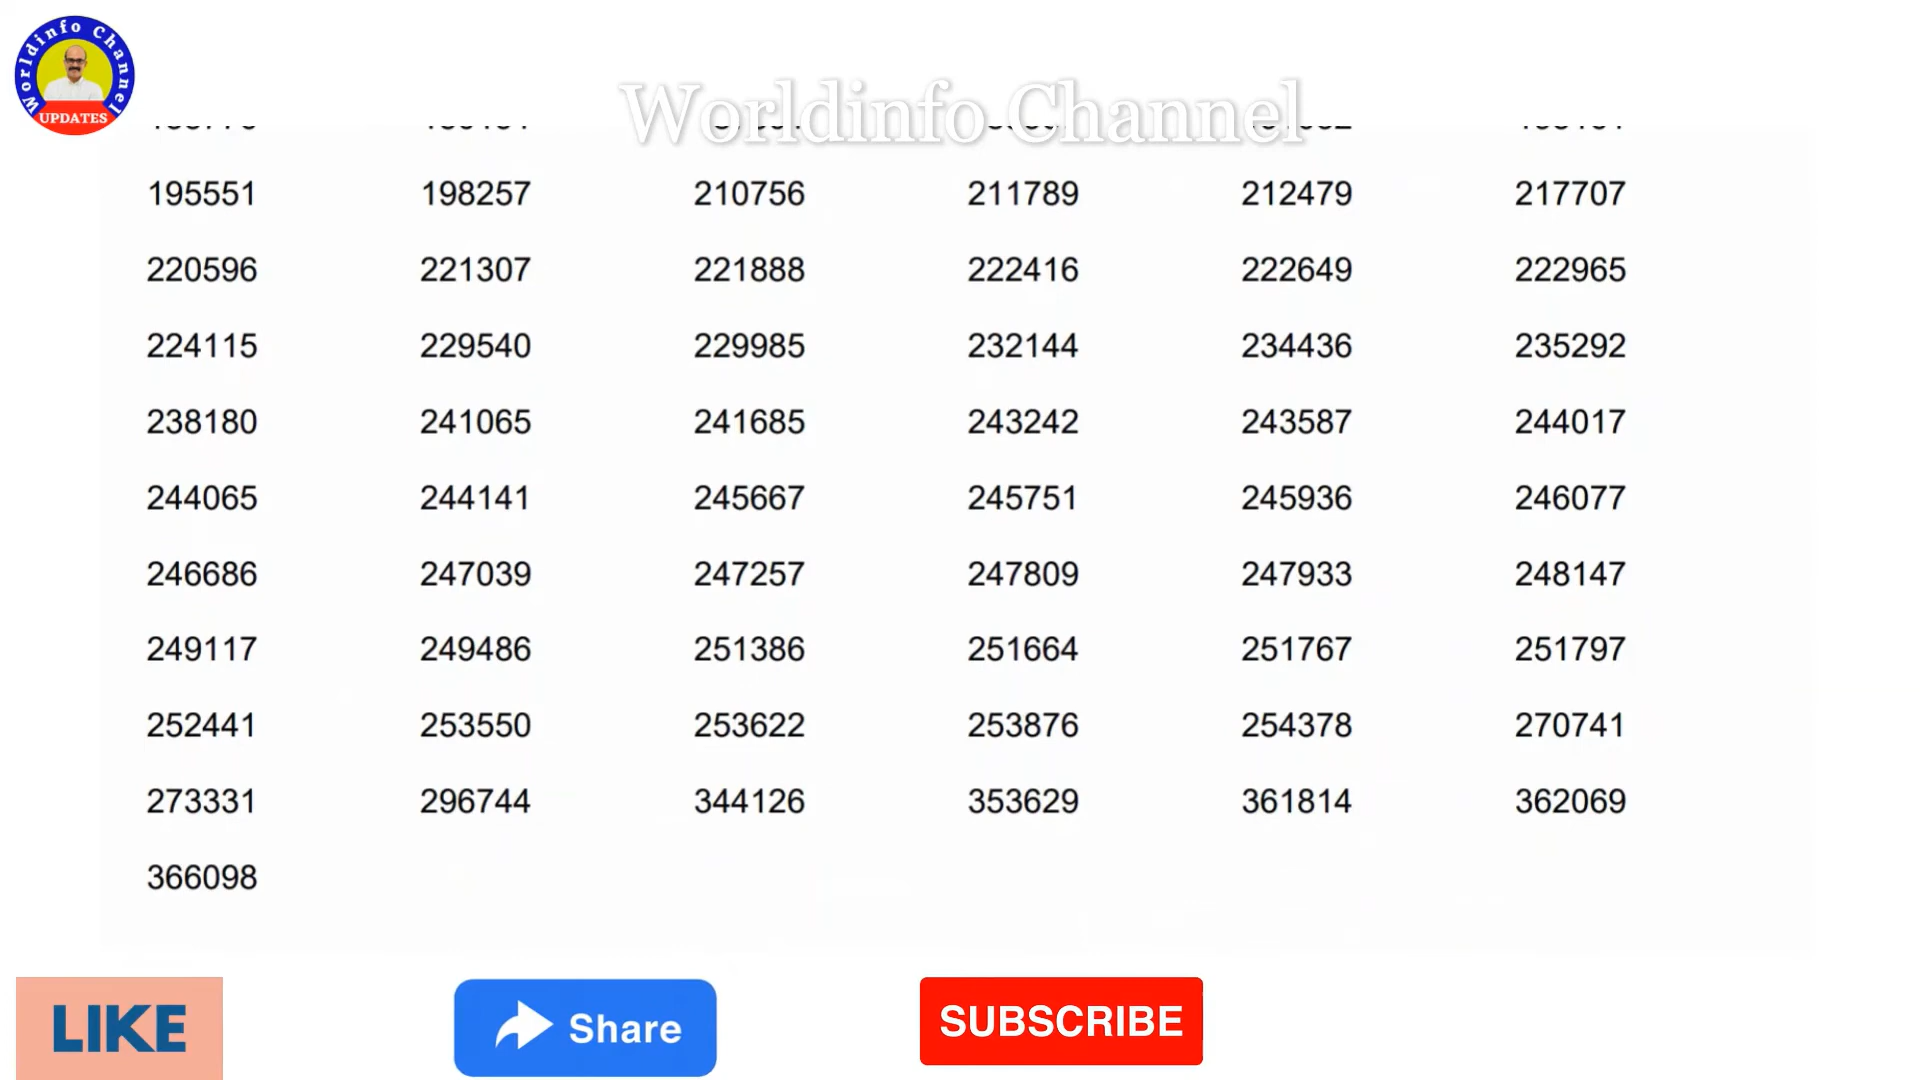 Worldinfo Channel
UPDATES
Worldinfo Channel
195551 198257 210756 211789 212479 217707
220596 221307 221888 222416 222649 222965
224115 229540 229985 232144 234436 235292
238180 241065 241685 243242 243587 244017
244065 244141 245667 245751 245936 246077
246686 247039 247257 247809 247933 248147
249117 249486 251386 251664 251767 251797
252441 253550 253622 253876 254378 270741
273331 296744 344126 353629 361814 362069
366098
LIKE
Share
SUBSCRIBE